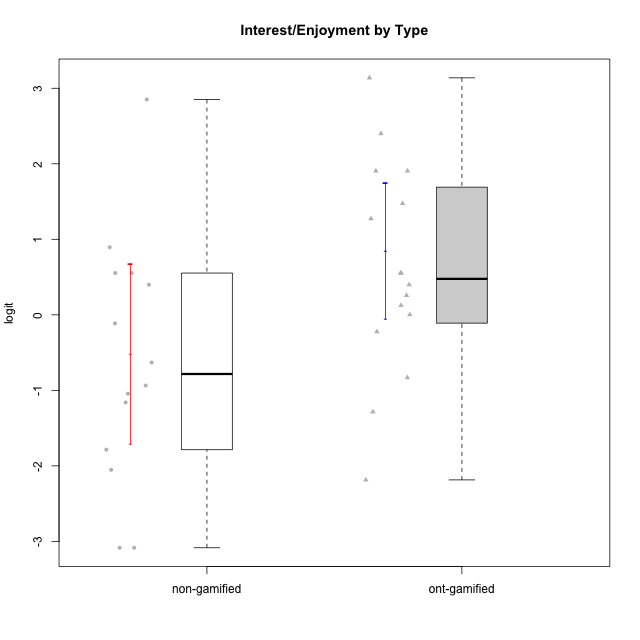 Interest/Enjoyment by Type
logit
3
2
1
0
-1
-2
-3
non-gamified
ont-gamified